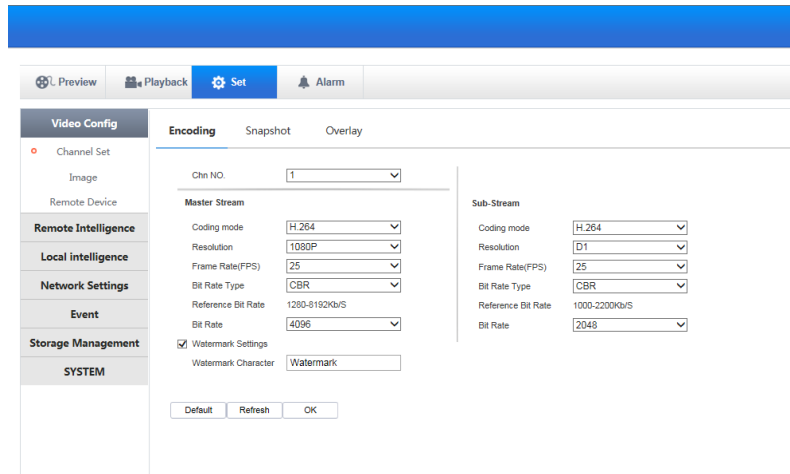 Preview Playback Set Alarm
Video Config
Channel Set
Image
Remote Device
Remote Intelligence
Local intelligence
Network Settings
Event
Storage Management
SYSTEM
Encoding Snapshot Overlay
Chn NO. 1
Master Stream
Coding mode H.264
Resolution 1080P
Frame Rate(FPS) 25
Bit Rate Type CBR
Reference Bit Rate 1280-8192Kb/S
Bit Rate 4096
Watermark Settings
Watermark Character Watermark
Sub-Stream
Coding mode H.264
Resolution D1
Frame Rate(FPS) 25
Bit Rate Type CBR
Reference Bit Rate 1000-2200Kb/S
Bit Rate 2048
Default Refresh OK